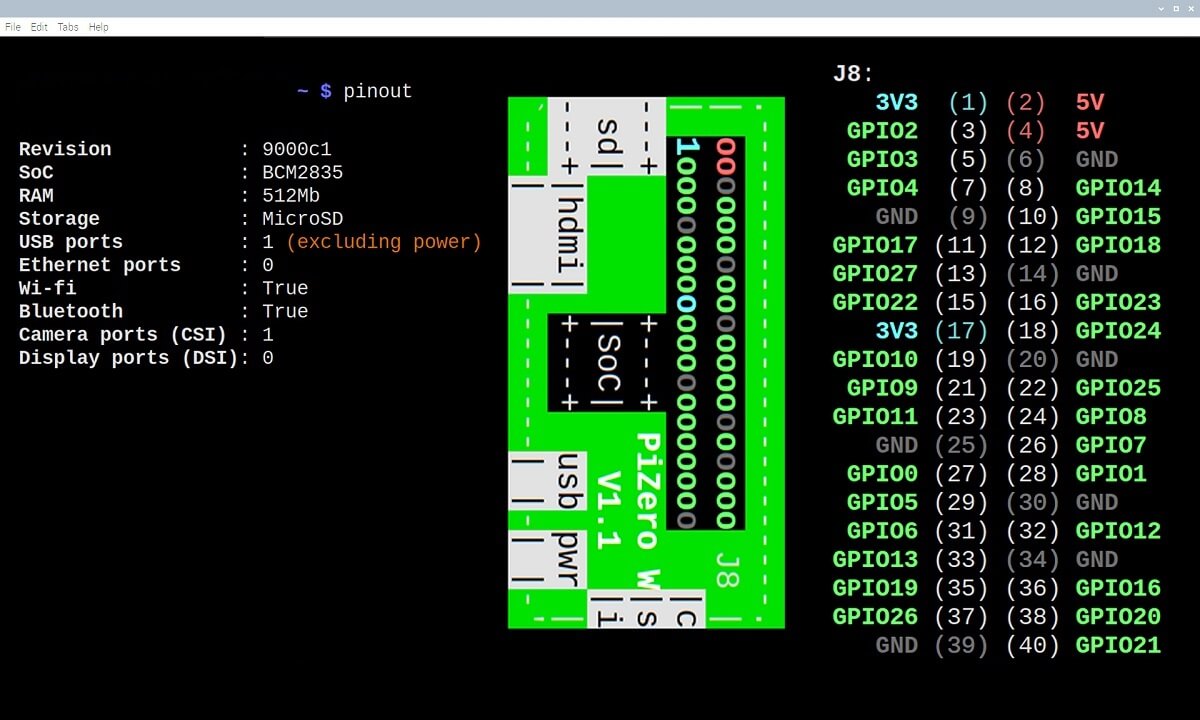 File Edit Tabs Help
~ $ pinout
Revision : 9000c1
SoC : BCM2835
RAM : 512Mb
Storage : MicroSD
USB ports : 1 (excluding power)
Ethernet ports : 0
Wi-fi : True
Bluetooth : True
Camera ports (CSI) : 1
Display ports (DSI): 0
sd
hdmi
SoC
usb
pwr
PiZero W
V1.1
J8
c
s
i
1ooooooooooooooooooo
oooooooooooooooooooo
J8:
3V3 (1) (2) 5V
GPIO2 (3) (4) 5V
GPIO3 (5) (6) GND
GPIO4 (7) (8) GPIO14
GND (9) (10) GPIO15
GPIO17 (11) (12) GPIO18
GPIO27 (13) (14) GND
GPIO22 (15) (16) GPIO23
3V3 (17) (18) GPIO24
GPIO10 (19) (20) GND
GPIO9 (21) (22) GPIO25
GPIO11 (23) (24) GPIO8
GND (25) (26) GPIO7
GPIO0 (27) (28) GPIO1
GPIO5 (29) (30) GND
GPIO6 (31) (32) GPIO12
GPIO13 (33) (34) GND
GPIO19 (35) (36) GPIO16
GPIO26 (37) (38) GPIO20
GND (39) (40) GPIO21